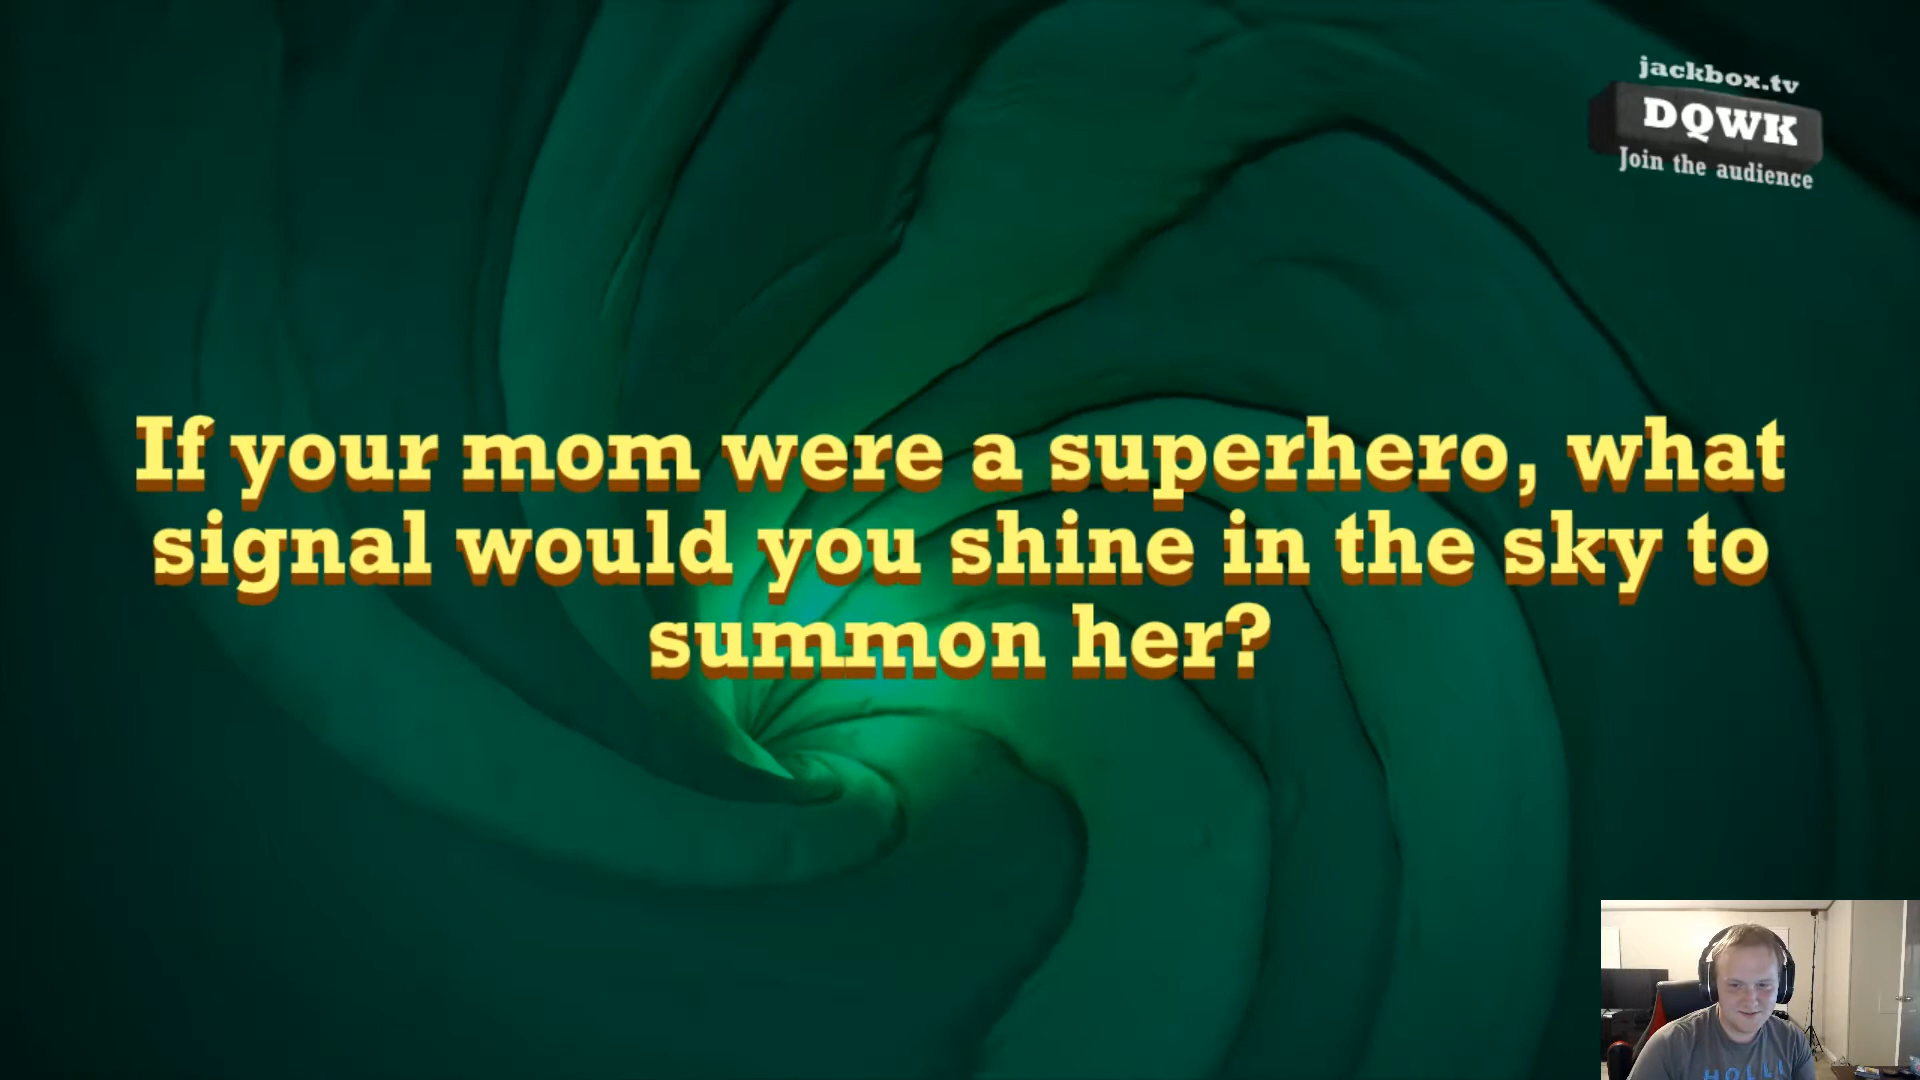 jackbox.tv
DQWK
Join the audience
If your mom were a superhero, what
signal would you shine in the sky to
summon her?
HOLLI